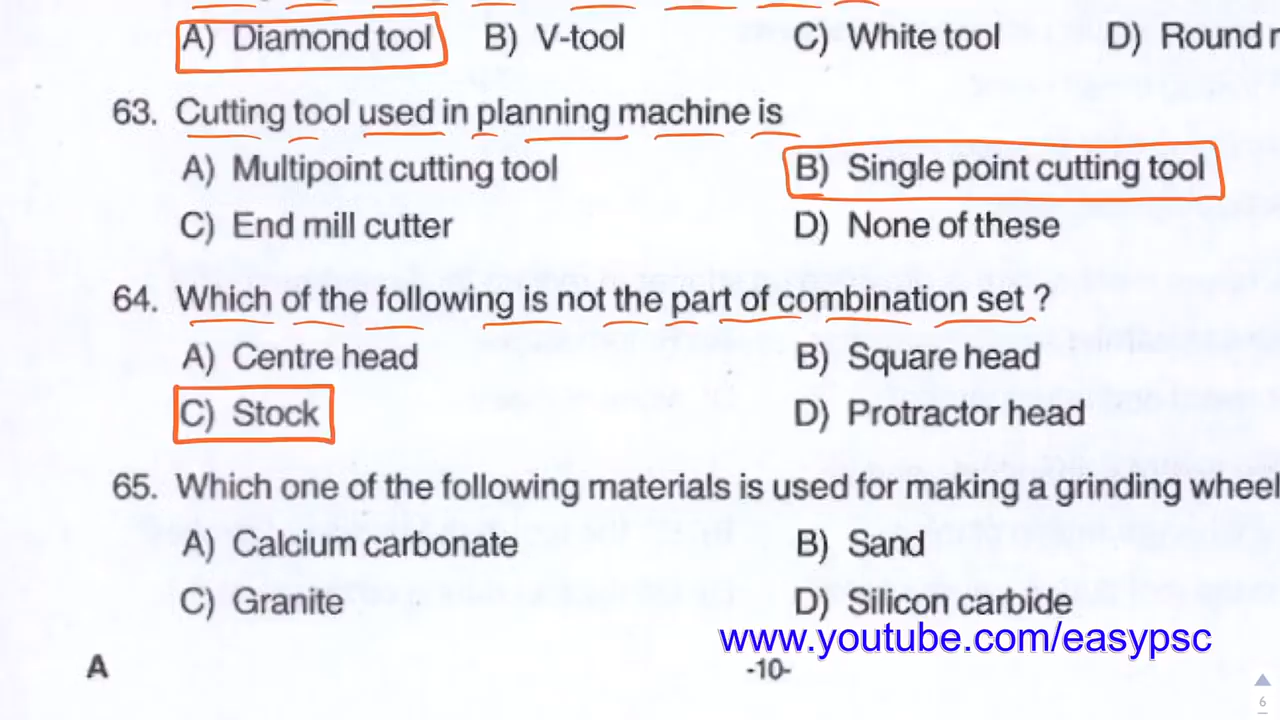 A) Diamond tool B) V-tool C) White tool D) Round
63. Cutting tool used in planning machine is
A) Multipoint cutting tool B) Single point cutting tool
C) End mill cutter D) None of these
64. Which of the following is not the part of combination set ?
A) Centre head B) Square head
C) Stock D) Protractor head
65. Which one of the following materials is used for making a grinding wheel
A) Calcium carbonate B) Sand
C) Granite D) Silicon carbide
www.youtube.com/easypsc
A -10-
6